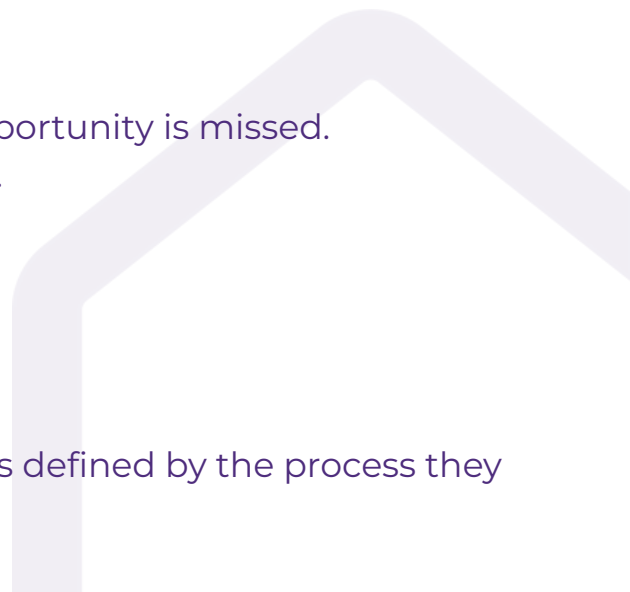 portunity is missed.
.
s defined by the process they